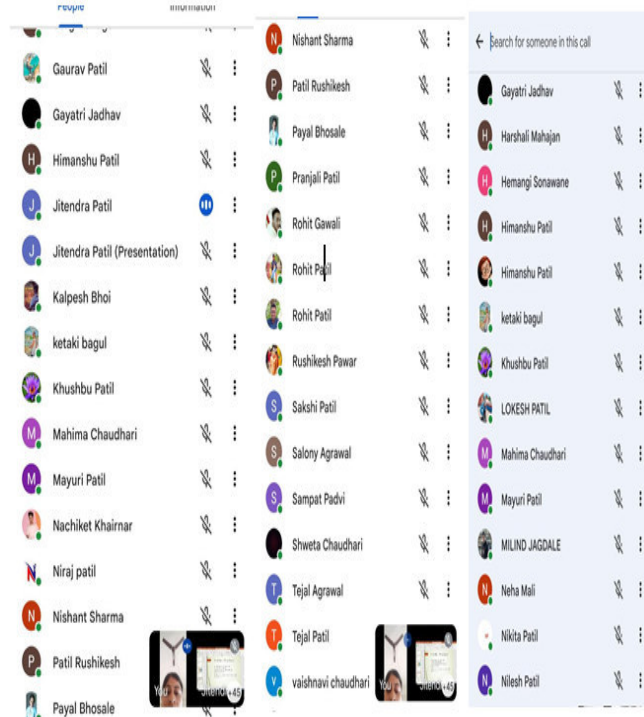 People
Information
Gaurav Patil
Gayatri Jadhav
H
Himanshu Patil
J
Jitendra Patil
J
Jitendra Patil (Presentation)
Kalpesh Bhoi
ketaki bagul
Khushbu Patil
M
Mahima Chaudhari
M
Mayuri Patil
Nachiket Khairnar
N
Niraj patil
N
Nishant Sharma
P
Patil Rushikesh
Payal Bhosale
You
+45
N
Nishant Sharma
P
Patil Rushikesh
Payal Bhosale
P
Pranjali Patil
Rohit Gawali
Rohit Patil
Rohit Patil
Rushikesh Pawar
S
Sakshi Patil
S
Salony Agrawal
S
Sampat Padvi
Shweta Chaudhari
T
Tejal Agrawal
T
Tejal Patil
v
vaishnavi chaudhari
You
+45
Search for someone in this call
Gayatri Jadhav
H
Harshali Mahajan
H
Hemangi Sonawane
H
Himanshu Patil
Himanshu Patil
ketaki bagul
Khushbu Patil
LOKESH PATIL
M
Mahima Chaudhari
M
Mayuri Patil
MILIND JAGDALE
N
Neha Mali
Nikita Patil
N
Nilesh Patil